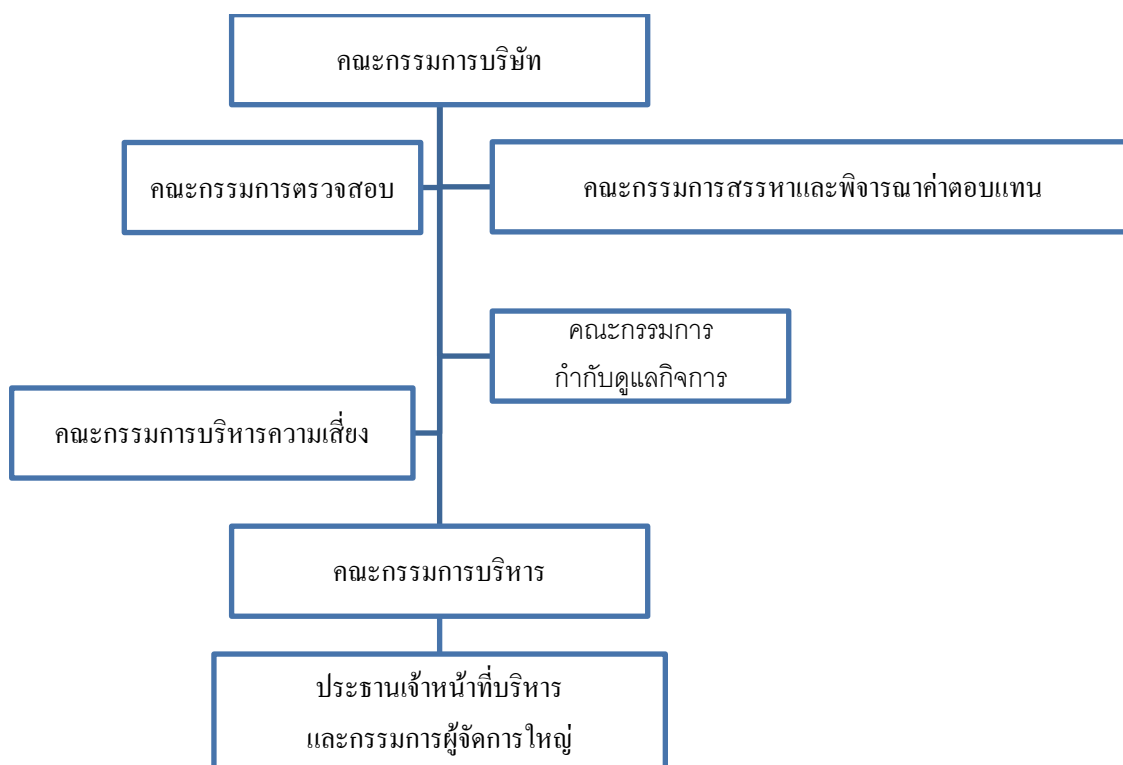 คณะกรรมการบริษัท
คณะกรรมการตรวจสอบ
คณะกรรมการสรรหาและพิจารณาค่าตอบแทน
คณะกรรมการ
กำกับดูแลกิจการ
คณะกรรมการบริหารความเสี่ยง
คณะกรรมการบริหาร
ประธานเจ้าหน้าที่บริหาร
และกรรมการผู้จัดการใหญ่